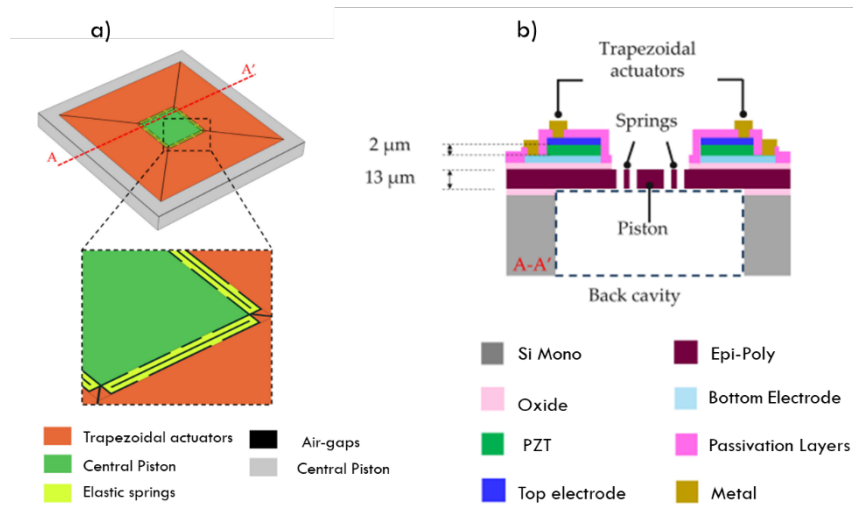 a)
A'
A
Trapezoidal actuators
Central Piston
Elastic springs
Air-gaps
Central Piston
b)
Trapezoidal
actuators
Springs
2 μm
13 μm
Piston
A-A'
Back cavity
Si Mono
Oxide
PZT
Top electrode
Epi-Poly
Bottom Electrode
Passivation Layers
Metal